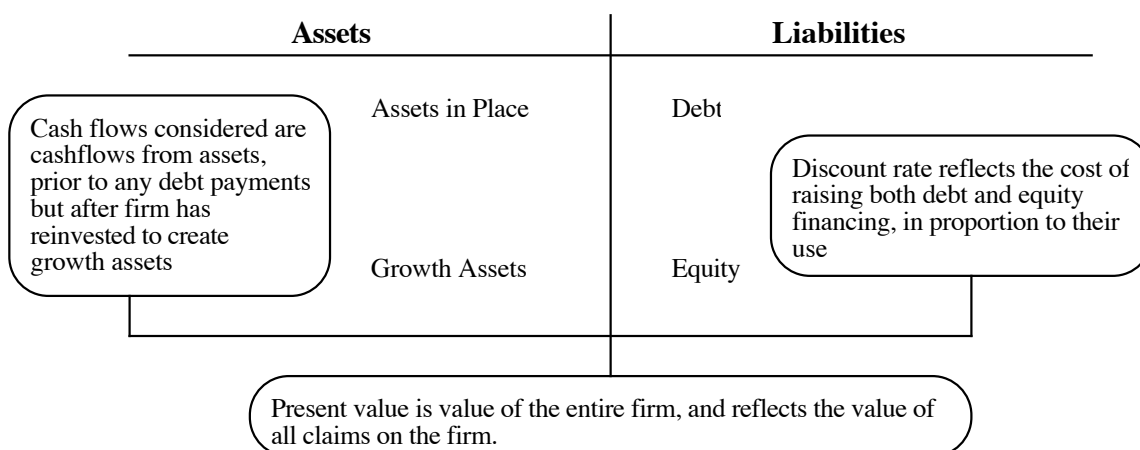 Assets
Liabilities
Assets in Place
Debt
Cash flows considered are
cashflows from assets,
prior to any debt payments
but after firm has
reinvested to create
growth assets
Discount rate reflects the cost of
raising both debt and equity
financing, in proportion to their
use
Growth Assets
Equity
Present value is value of the entire firm, and reflects the value of
all claims on the firm.